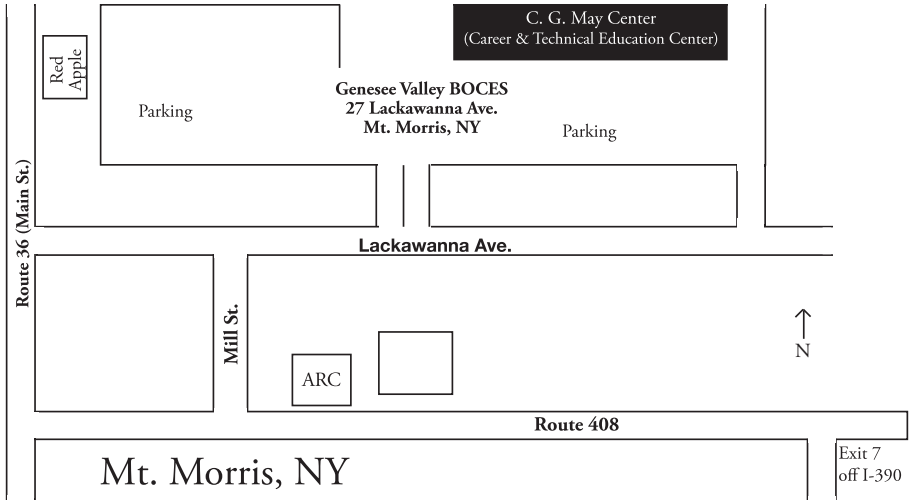 C. G. May Center
(Career & Technical Education Center)
Red
Apple
Genesee Valley BOCES
27 Lackawanna Ave.
Mt. Morris, NY
Parking
Parking
Route 36 (Main St.)
Lackawanna Ave.
Mill St.
N
ARC
Route 408
Exit 7
off I-390
Mt. Morris, NY